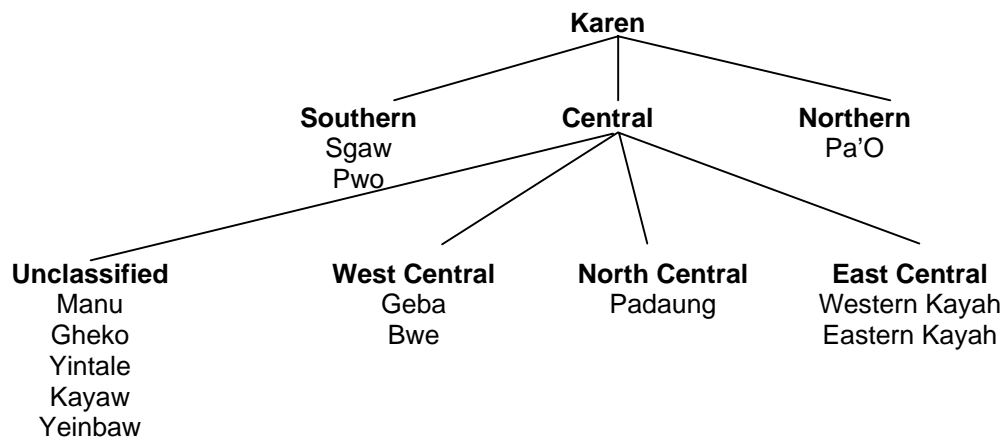 Karen
Southern
Sgaw
Pwo
Central
Northern
Pa’O
Unclassified
Manu
Gheko
Yintale
Kayaw
Yeinbaw
West Central
Geba
Bwe
North Central
Padaung
East Central
Western Kayah
Eastern Kayah